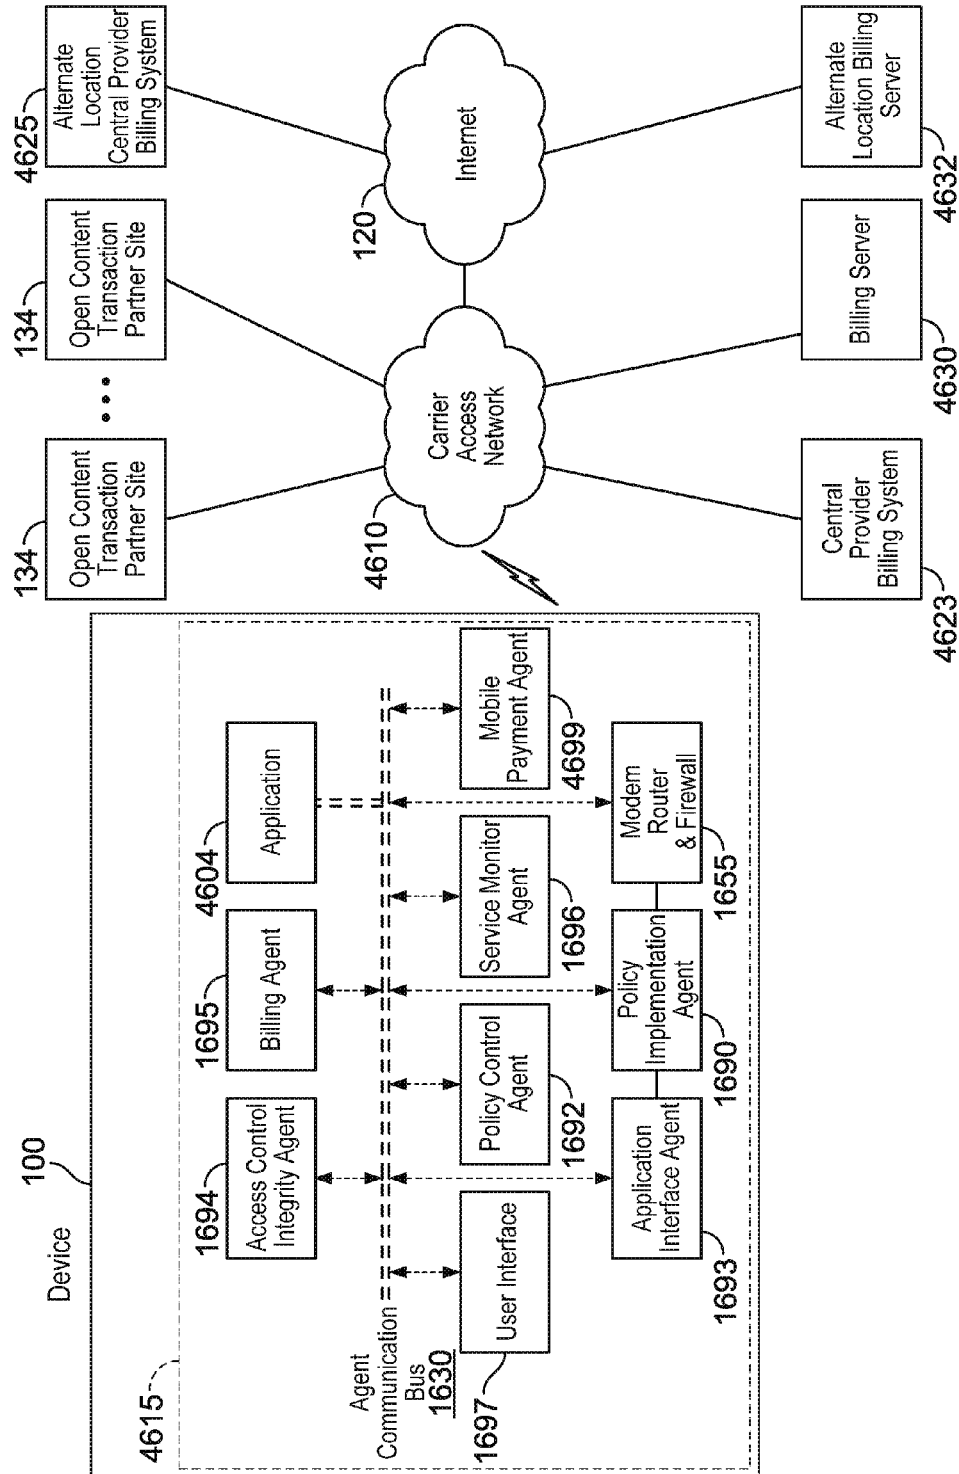 Device
100
4615
1694
Access Control
Integrity Agent
1695
Billing Agent
4604
Application
Agent
Communication
Bus
1630
User Interface
1697
Policy Control
Agent
1692
Service Monitor
Agent
1696
Mobile
Payment Agent
4699
Application
Interface Agent
1693
Policy
Implementation
Agent
1690
Modem
Router
& Firewall
1655
134
Open Content
Transaction
Partner Site
134
Open Content
Transaction
Partner Site
4625
Alternate
Location
Central Provider
Billing System
4610
Carrier
Access
Network
120
Internet
Central
Provider
Billing System
4623
Billing Server
4630
Alternate
Location Billing
Server
4632